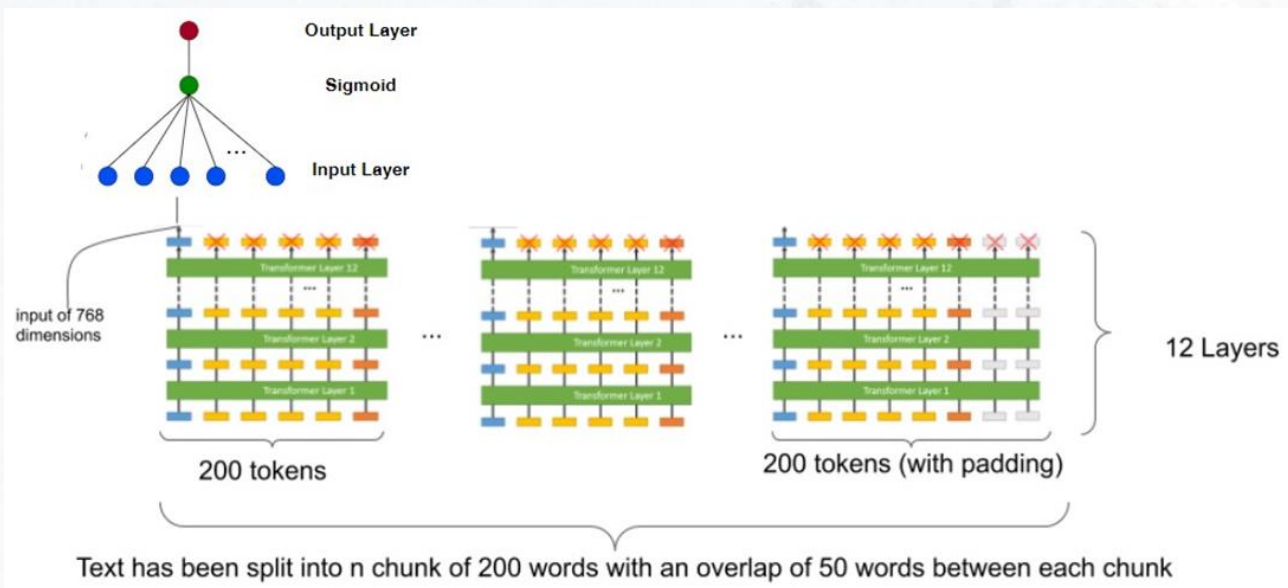 Output Layer
Sigmoid
...
Input Layer
Transformer Layer 12
Transformer Layer 12
Transformer Layer 12
...
...
...
input of 768
dimensions
Transformer Layer 2
Transformer Layer 2
Transformer Layer 2
...
...
12 Layers
Transformer Layer 1
Transformer Layer 1
Transformer Layer 1
200 tokens
200 tokens (with padding)
Text has been split into n chunk of 200 words with an overlap of 50 words between each chunk